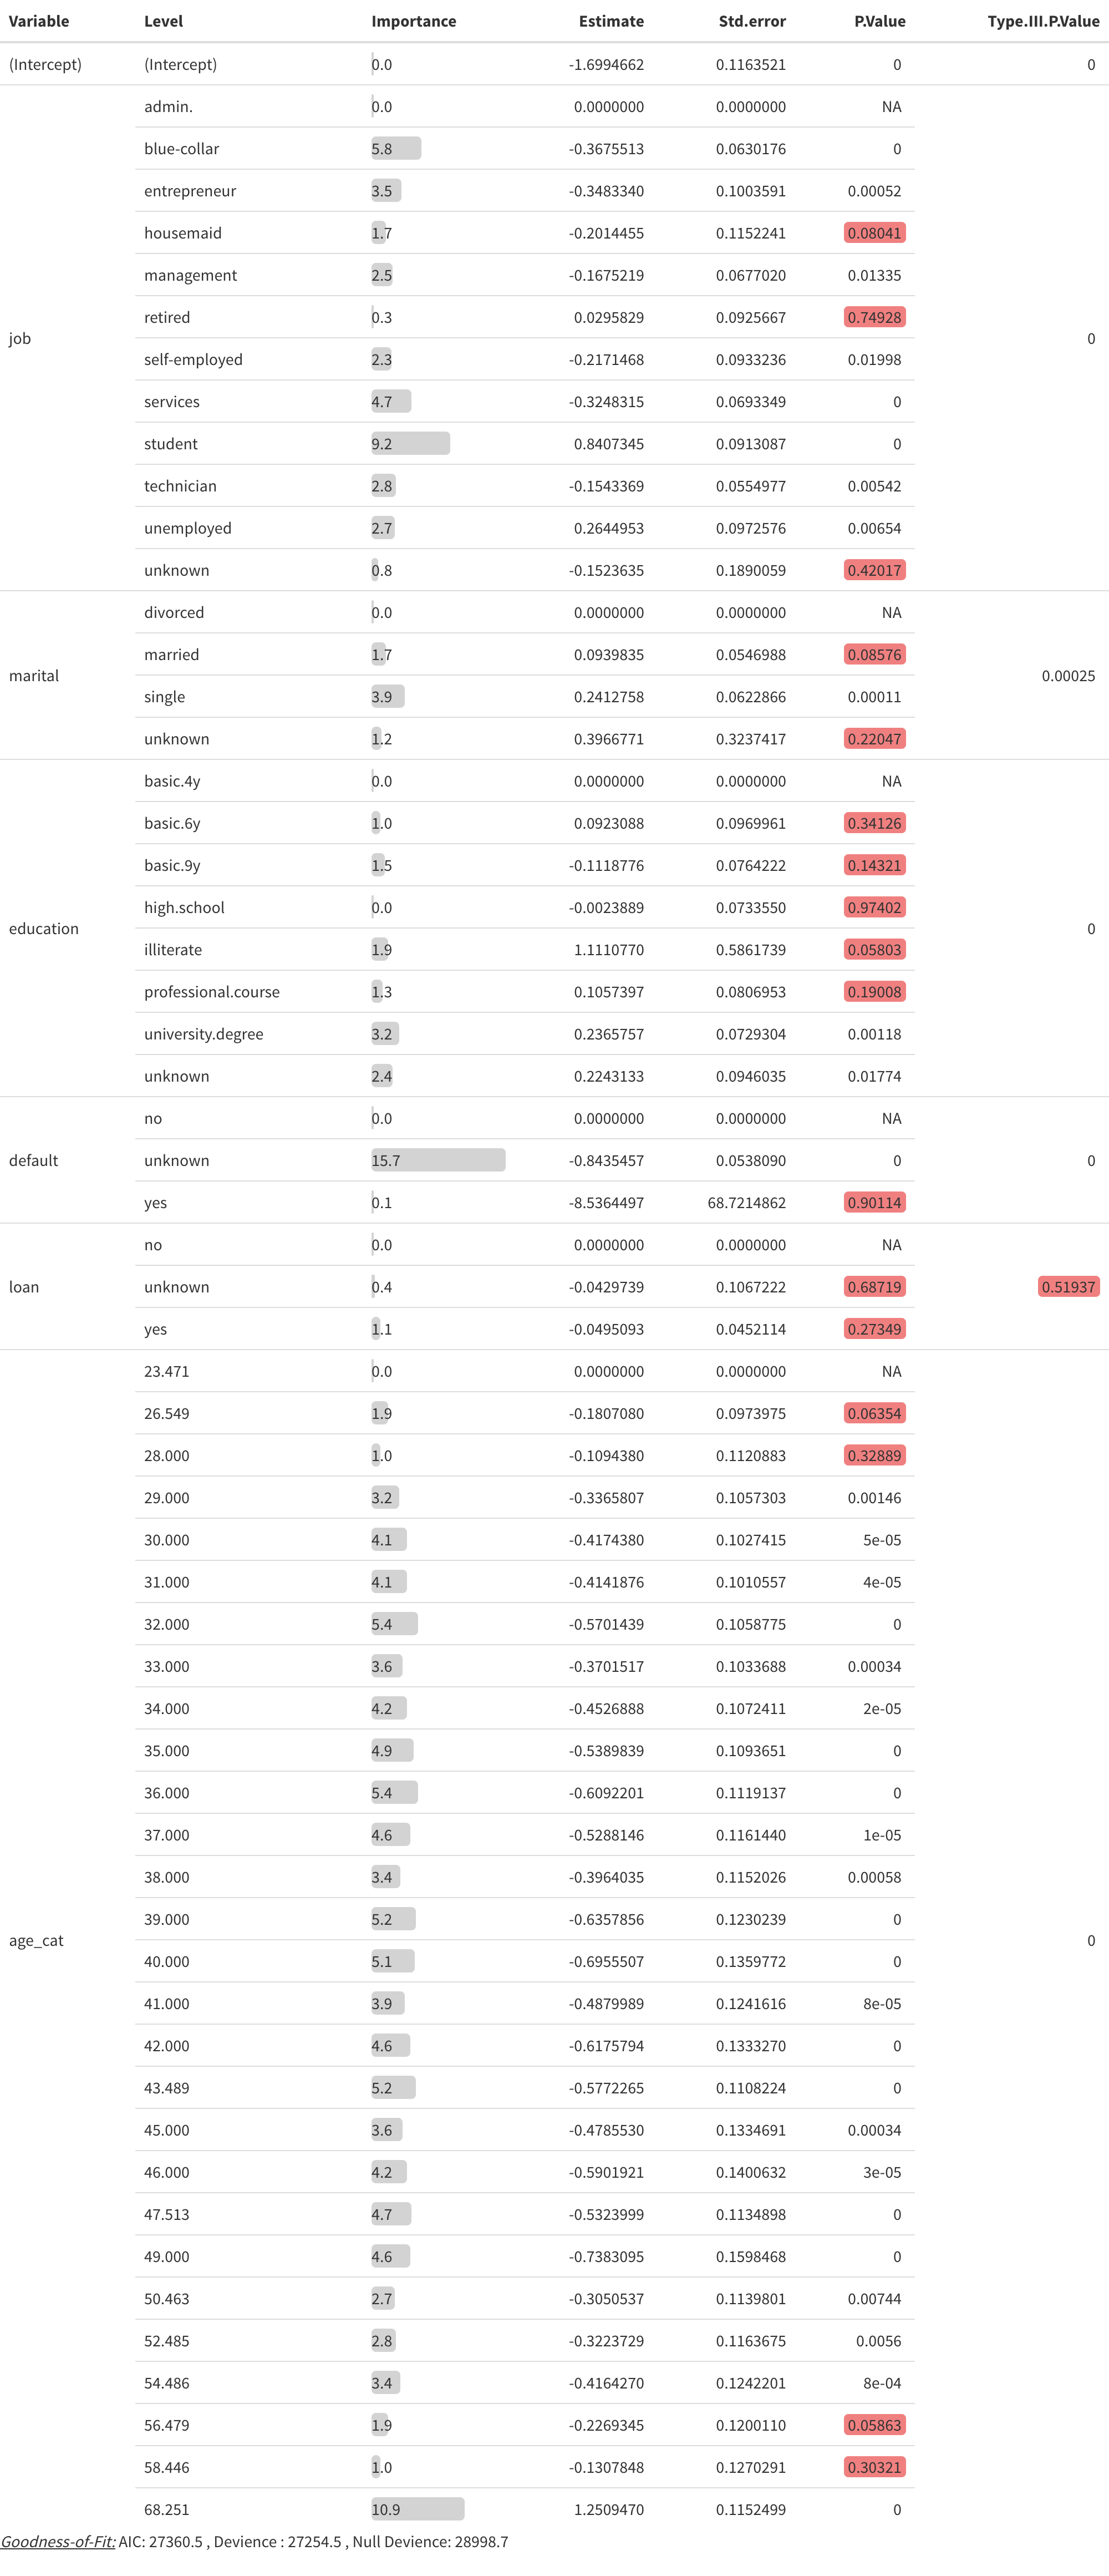 Variable Level Importance Estimate Std.error P.Value Type.III.P.Value
(Intercept) (Intercept) 0.0 -1.6994662 0.1163521 0 0
admin. 0.0 0.0000000 0.0000000 NA
blue-collar 5.8 -0.3675513 0.0630176 0
entrepreneur 3.5 -0.3483340 0.1003591 0.00052
housemaid 1.7 -0.2014455 0.1152241 0.08041
management 2.5 -0.1675219 0.0677020 0.01335
retired 0.3 0.0295829 0.0925667 0.74928
job 0
self-employed 2.3 -0.2171468 0.0933236 0.01998
services 4.7 -0.3248315 0.0693349 0
student 9.2 0.8407345 0.0913087 0
technician 2.8 -0.1543369 0.0554977 0.00542
unemployed 2.7 0.2644953 0.0972576 0.00654
unknown 0.8 -0.1523635 0.1890059 0.42017
divorced 0.0 0.0000000 0.0000000 NA
married 1.7 0.0939835 0.0546988 0.08576
marital 0.00025
single 3.9 0.2412758 0.0622866 0.00011
unknown 1.2 0.3966771 0.3237417 0.22047
basic.4y 0.0 0.0000000 0.0000000 NA
basic.6y 1.0 0.0923088 0.0969961 0.34126
basic.9y 1.5 -0.1118776 0.0764222 0.14321
high.school 0.0 -0.0023889 0.0733550 0.97402
education 0
illiterate 1.9 1.1110770 0.5861739 0.05803
professional.course 1.3 0.1057397 0.0806953 0.19008
university.degree 3.2 0.2365757 0.0729304 0.00118
unknown 2.4 0.2243133 0.0946035 0.01774
no 0.0 0.0000000 0.0000000 NA
default unknown 15.7 -0.8435457 0.0538090 0 0
yes 0.1 -8.5364497 68.7214862 0.90114
no 0.0 0.0000000 0.0000000 NA
loan unknown 0.4 -0.0429739 0.1067222 0.68719 0.51937
yes 1.1 -0.0495093 0.0452114 0.27349
23.471 0.0 0.0000000 0.0000000 NA
26.549 1.9 -0.1807080 0.0973975 0.06354
28.000 1.0 -0.1094380 0.1120883 0.32889
29.000 3.2 -0.3365807 0.1057303 0.00146
30.000 4.1 -0.4174380 0.1027415 5e-05
31.000 4.1 -0.4141876 0.1010557 4e-05
32.000 5.4 -0.5701439 0.1058775 0
33.000 3.6 -0.3701517 0.1033688 0.00034
34.000 4.2 -0.4526888 0.1072411 2e-05
35.000 4.9 -0.5389839 0.1093651 0
36.000 5.4 -0.6092201 0.1119137 0
37.000 4.6 -0.5288146 0.1161440 1e-05
38.000 3.4 -0.3964035 0.1152026 0.00058
39.000 5.2 -0.6357856 0.1230239 0
age_cat 0
40.000 5.1 -0.6955507 0.1359772 0
41.000 3.9 -0.4879989 0.1241616 8e-05
42.000 4.6 -0.6175794 0.1333270 0
43.489 5.2 -0.5772265 0.1108224 0
45.000 3.6 -0.4785530 0.1334691 0.00034
46.000 4.2 -0.5901921 0.1400632 3e-05
47.513 4.7 -0.5323999 0.1134898 0
49.000 4.6 -0.7383095 0.1598468 0
50.463 2.7 -0.3050537 0.1139801 0.00744
52.485 2.8 -0.3223729 0.1163675 0.0056
54.486 3.4 -0.4164270 0.1242201 8e-04
56.479 1.9 -0.2269345 0.1200110 0.05863
58.446 1.0 -0.1307848 0.1270291 0.30321
68.251 10.9 1.2509470 0.1152499 0
Goodness-of-Fit: AIC: 27360.5 , Devience : 27254.5 , Null Devience: 28998.7